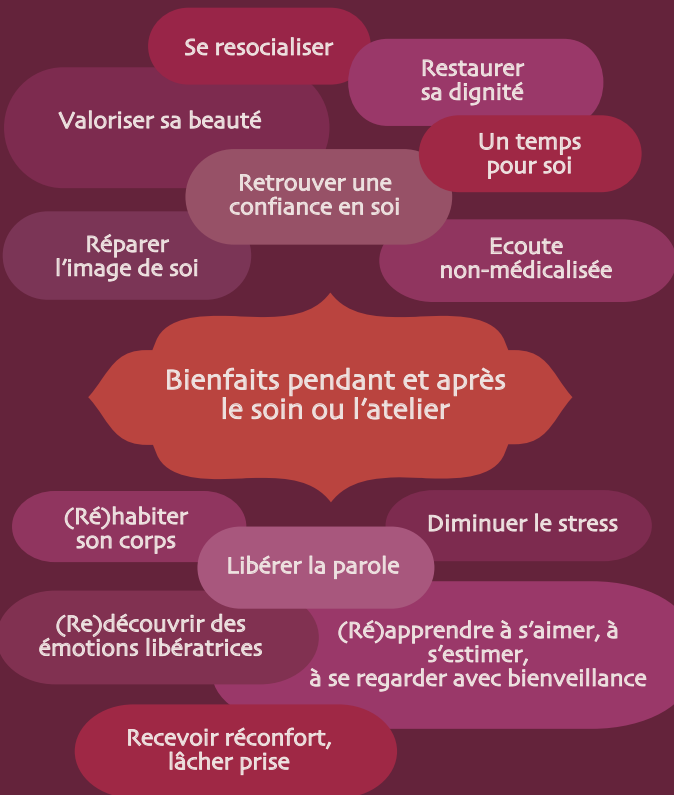 Se resocialiser
Restaurer
sa dignité
Valoriser sa beauté
Un temps
pour soi
Retrouver une
confiance en soi
Réparer
l'image de soi
Ecoute
non-médicalisée
Bienfaits pendant et après
le soin ou l'atelier
(Ré)habiter
son corps
Diminuer le stress
Libérer la parole
(Re)découvrir des
émotions libératrices
(Ré)apprendre à s'aimer, à
s'estimer,
à se regarder avec bienveillance
Recevoir réconfort,
lâcher prise